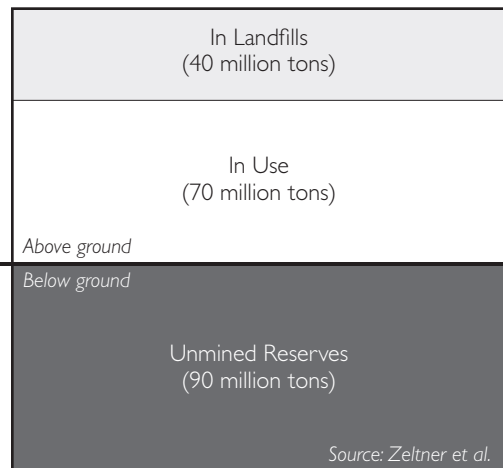 In Landfills
(40 million tons)
In Use
(70 million tons)
Above ground
Below ground
Unmined Reserves
(90 million tons)
Source: Zeltner et al.